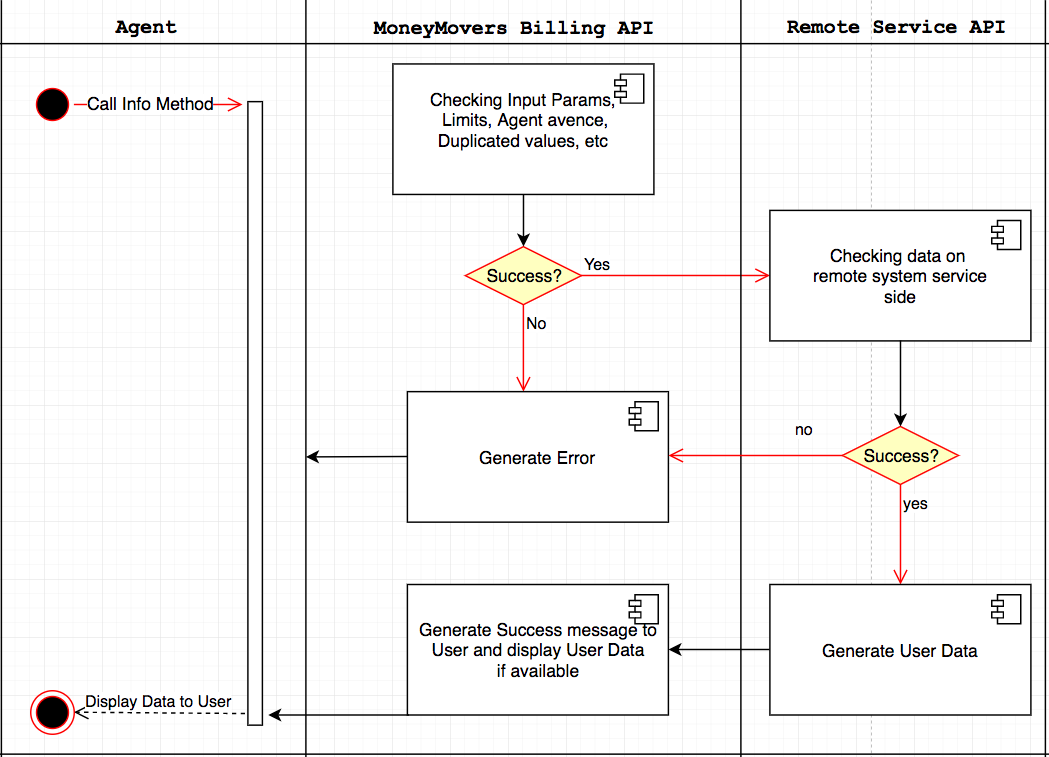 Agent
MoneyMovers Billing API
Remote Service API
Call Info Method
Checking Input Params,
Limits, Agent avence,
Duplicated values, etc
Success?
Yes
No
Checking data on
remote system service
side
Generate Error
no
Success?
yes
Generate Success message to
User and display User Data
if available
Generate User Data
Display Data to User